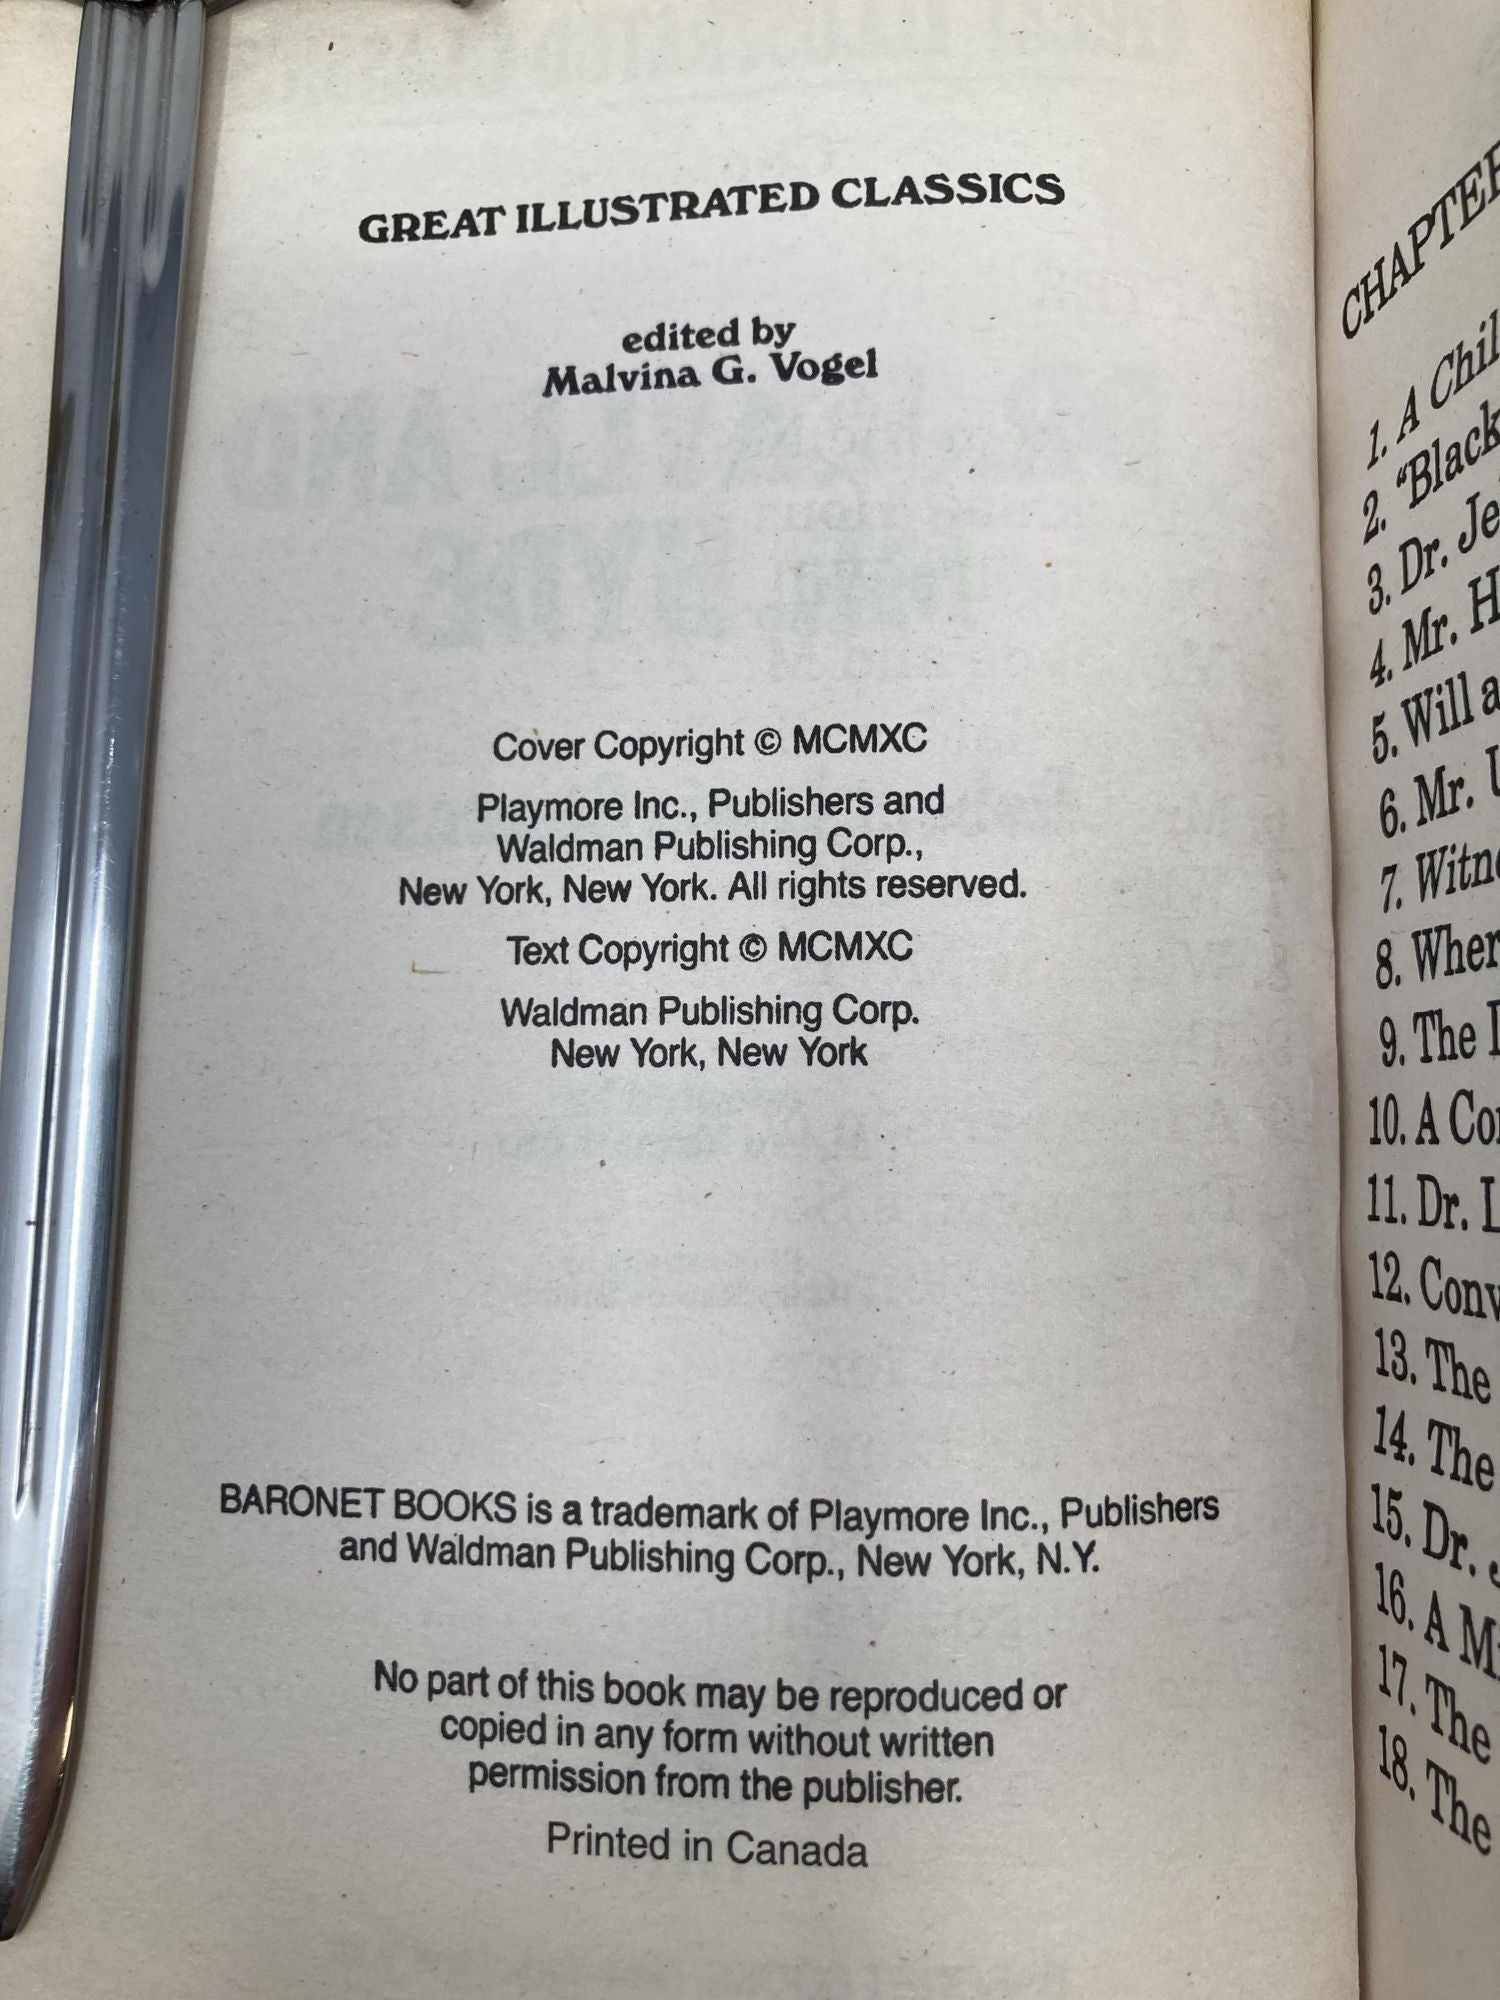 GREAT ILLUSTRATED CLASSICS
edited by
Malvina G. Vogel
Cover Copyright © MCMXC
Playmore Inc., Publishers and
Waldman Publishing Corp.,
New York, New York. All rights reserved.
Text Copyright © MCMXC
Waldman Publishing Corp.
New York, New York
BARONET BOOKS is a trademark of Playmore Inc., Publishers
and Waldman Publishing Corp., New York, N.Y.
No part of this book may be reproduced or
copied in any form without written
permission from the publisher.
Printed in Canada
CHAPTER
1. A
2. “Black
3. Dr.
4. Mr.
5. Will
6. Mr.
7.
8.
9. The
10. A
11. Dr.
12.
13. The
14. The
15. Dr.
16. A
17. The
18. The